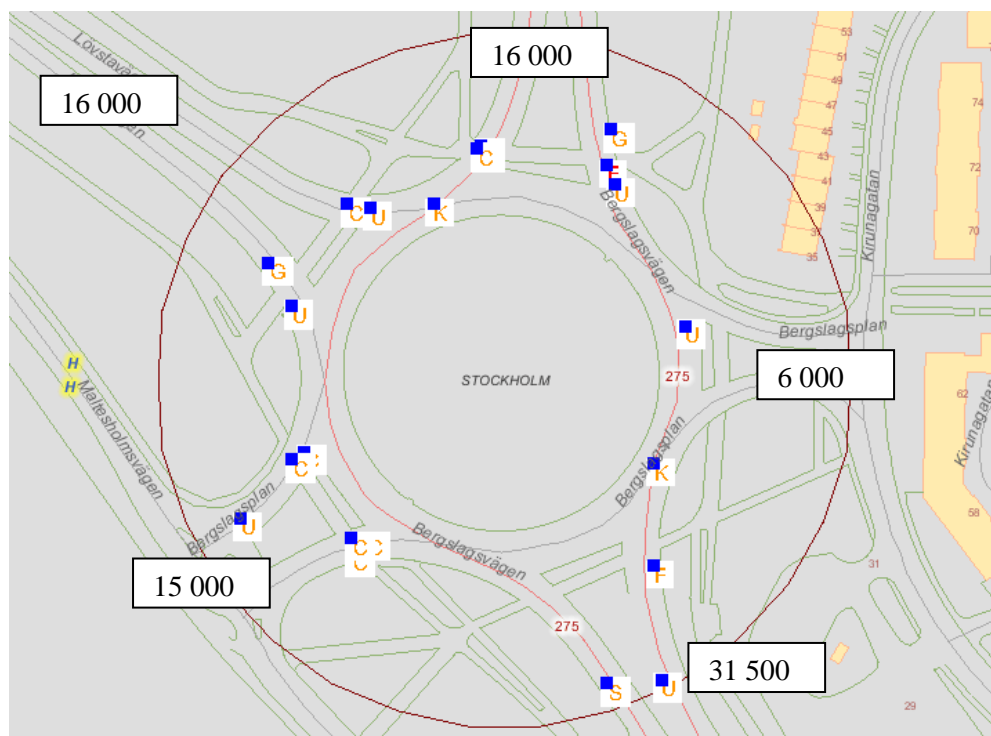 53
51
49
47
45
43
41
39
37
35
74
72
70
62
58
31
29
16 000
16 000
G
C
U
C
U
K
G
U
U
Bergslagsvägen
Kirunagatan
Bergslagsplan
6 000
275
STOCKHOLM
H
H
Maltesholmsvägen
K
Bergslagsplan
Kirunagatan
C
U
Bergslagsplan
C
C
Bergslagsvägen
F
15 000
275
31 500
S
U